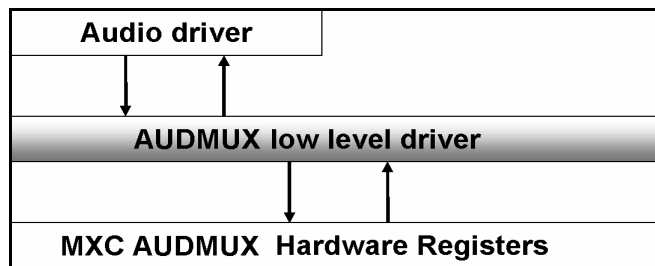 Audio driver
AUDMUX low level driver
MXC AUDMUX Hardware Registers